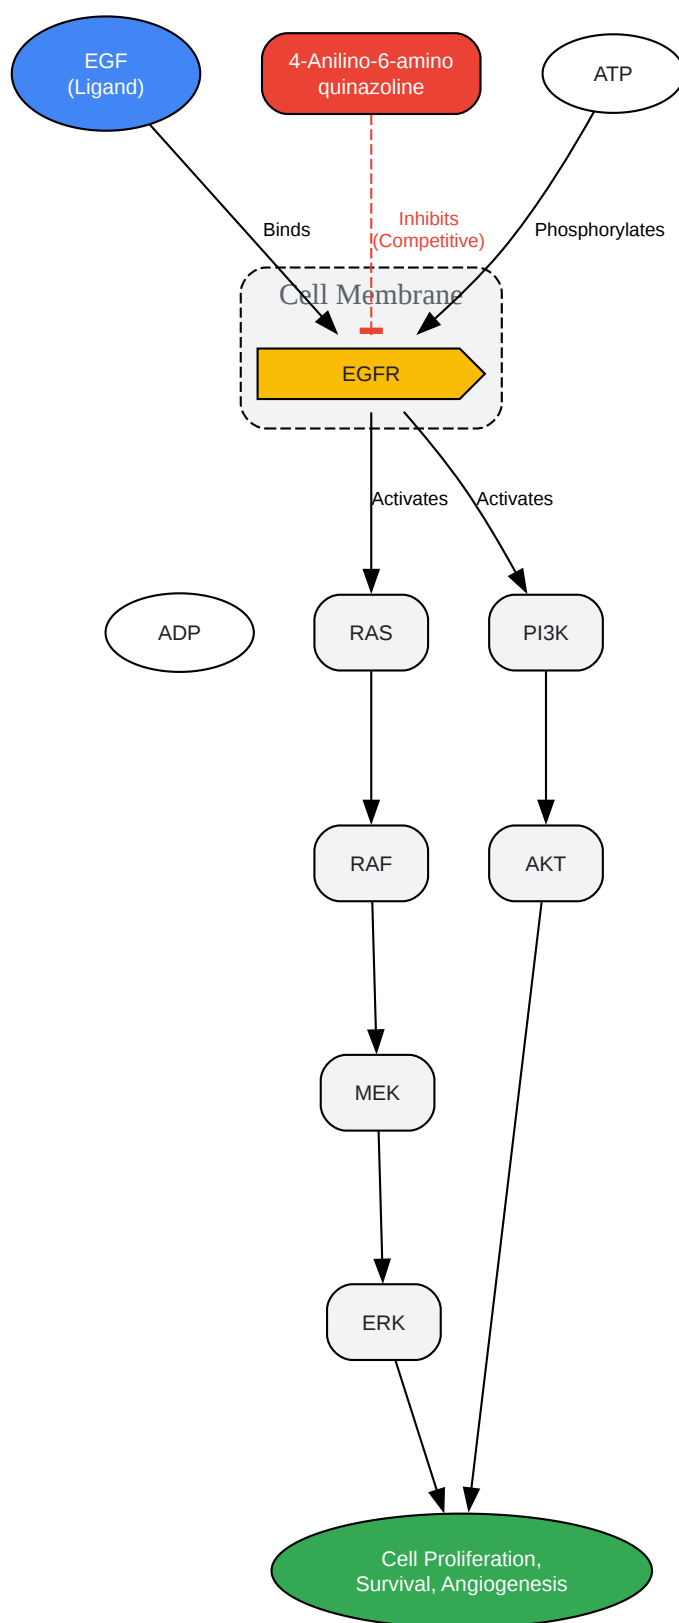 EGF
(Ligand)
4-Anilino-6-amino
quinazoline
ATP
Binds
Inhibits
(Competitive)
Phosphorylates
Cell Membrane
EGFR
Activates
Activates
ADP
RAS
PI3K
RAF
AKT
MEK
ERK
Cell Proliferation,
Survival, Angiogenesis